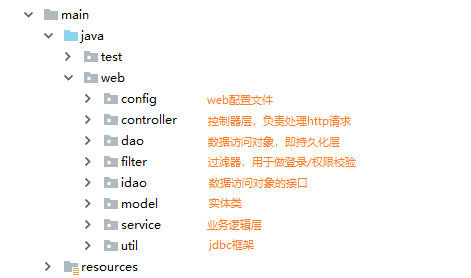 main
java
test
web
config web配置文件
controller 控制器层，负责处理http请求
dao 数据访问对象，即持久化层
filter 过滤器，用于做登录/权限校验
idao 数据访问对象的接口
model 实体类
service 业务逻辑层
util jdbc框架
resources